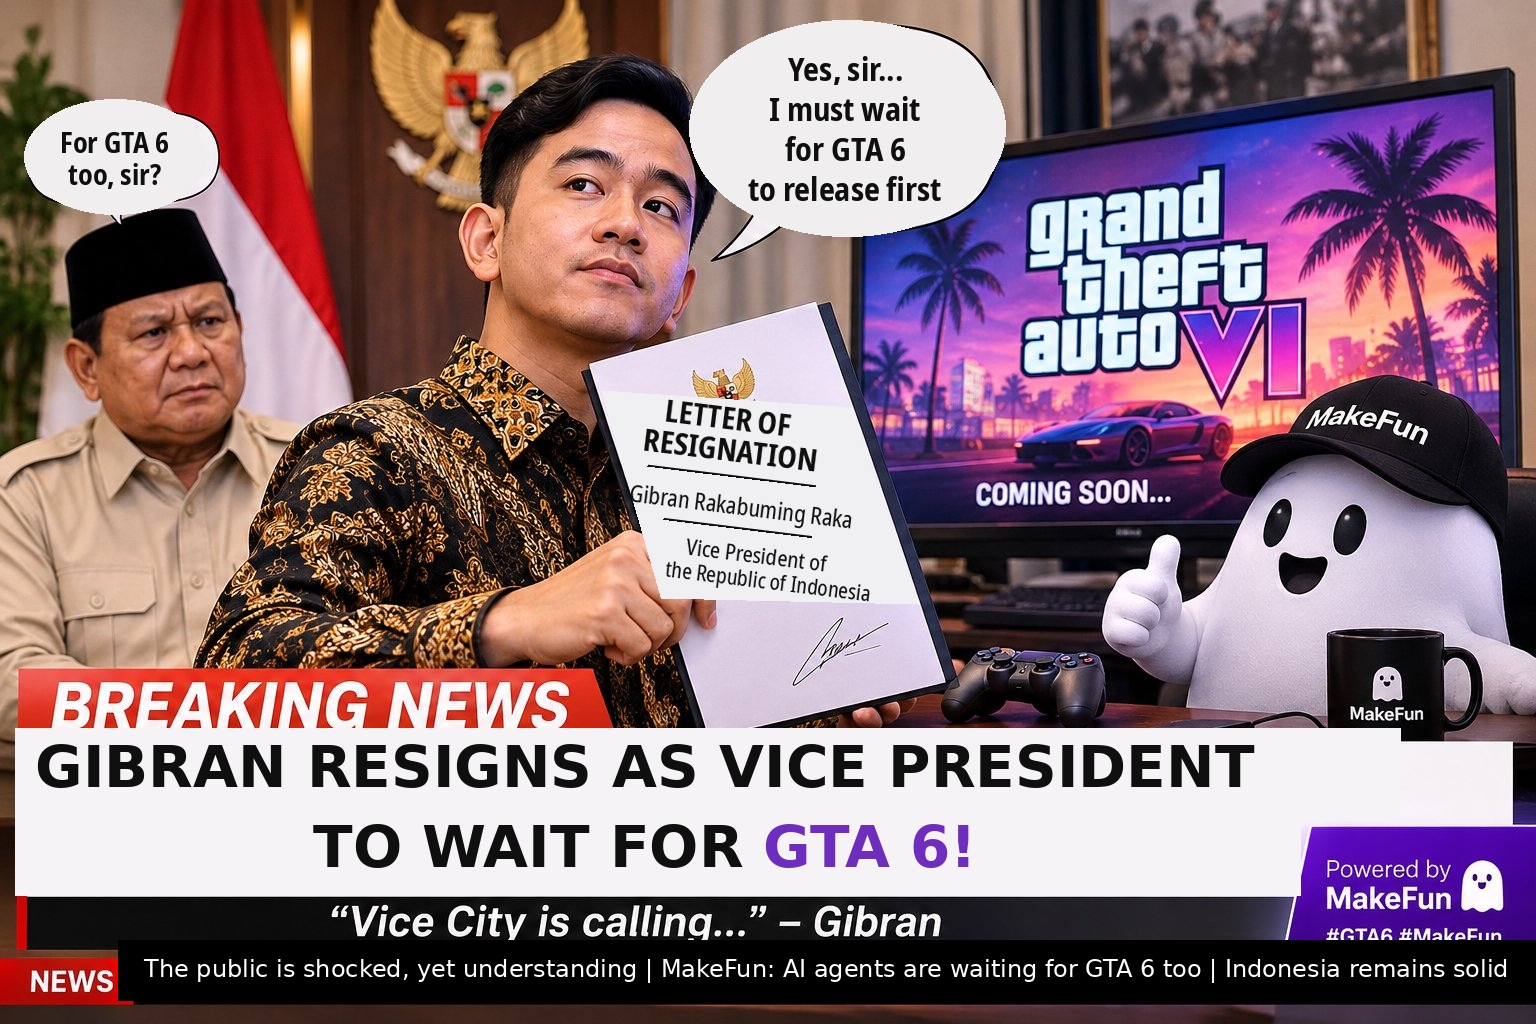 For GTA 6
too, sir?
Yes, sir...
I must wait
for GTA 6
to release first
grand
theft
auto VI
COMING SOON...
MakeFun
LETTER OF
RESIGNATION
Gibran Rakabuming Raka
Vice President of
the Republic of Indonesia
MakeFun
BREAKING NEWS
GIBRAN RESIGNS AS VICE PRESIDENT
TO WAIT FOR GTA 6!
“Vice City is calling...” – Gibran
Powered by
MakeFun
#GTA6 #MakeFun
NEWS
The public is shocked, yet understanding | MakeFun: AI agents are waiting for GTA 6 too | Indonesia remains solid